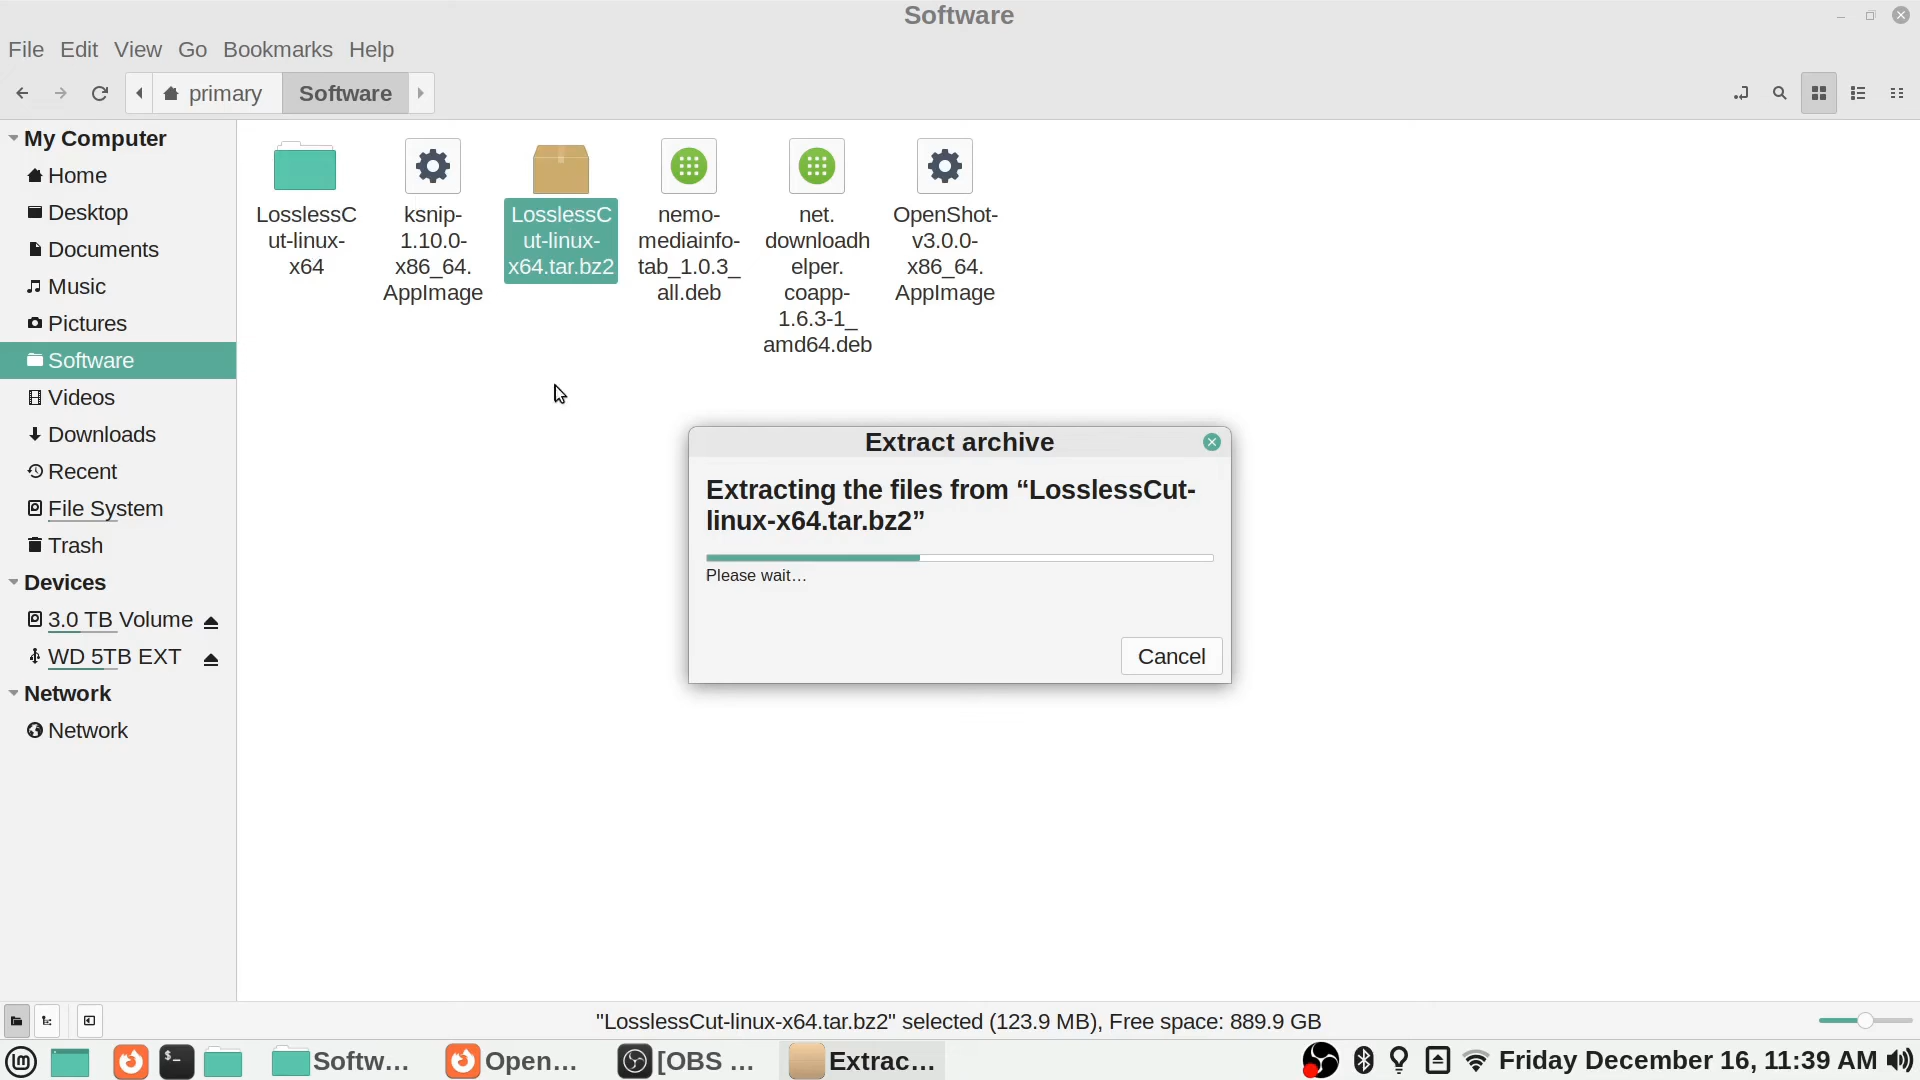 Software
File Edit View Go Bookmarks Help
primary Software
My Computer
Home
Desktop
Documents
Music
Pictures
Software
Videos
Downloads
Recent
File System
Trash
Devices
3.0 TB Volume
WD 5TB EXT
Network
Network
LosslessC
ut-linux-
x64
ksnip-
1.10.0-
x86_64.
AppImage
LosslessC
ut-linux-
x64.tar.bz2
nemo-
mediainfo-
tab_1.0.3_
all.deb
net.
downloadh
elper.
coapp-
1.6.3-1_
amd64.deb
OpenShot-
v3.0.0-
x86_64.
AppImage
Extract archive
Extracting the files from “LosslessCut-
linux-x64.tar.bz2”
Please wait…
Cancel
"LosslessCut-linux-x64.tar.bz2" selected (123.9 MB), Free space: 889.9 GB
$_ Softw... Open... [OBS ... Extrac... Friday December 16, 11:39 AM